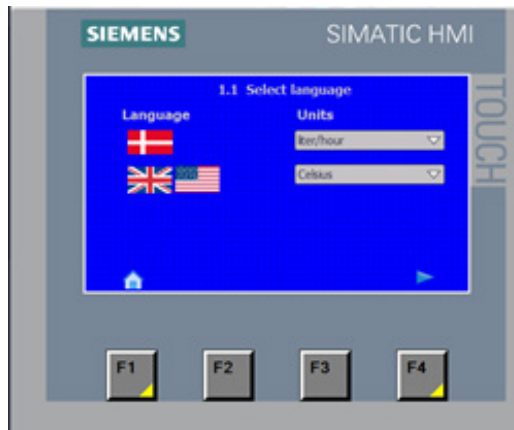 SIEMENS
SIMATIC HMI
TOUCH
1.1 Select language
Language
Units
liter/hour
Celsius
F1
F2
F3
F4